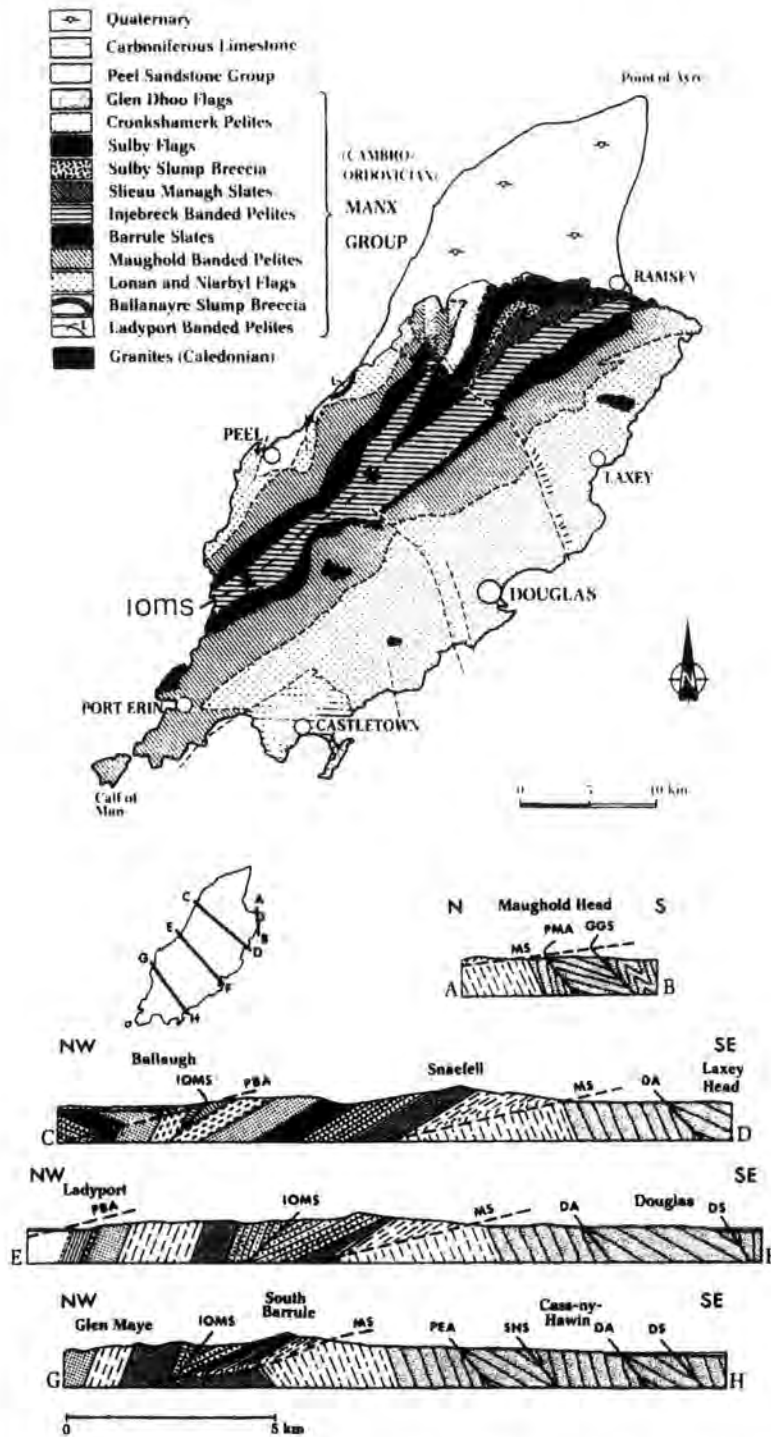 Quaternary
Carboniferous Limestone
Peel Sandstone Group
Glen Dhoo Flags
Cronkshamerk Pelites
Sulby Flags
Sulby Slump Breccia
Slieau Managh Slates
Injebreck Banded Pelites
Barrule Slates
Maughold Banded Pelites
Lonan and Niarbyl Flags
Ballanayre Slump Breccia
Ladyport Banded Pelites
Granites (Caledonian)
(CAMBRO-
ORDOVICIAN)
MANX
GROUP
Point of Ayre
RAMSEY
PEEL
LAXEY
IOMS
DOUGLAS
PORT ERIN
CASTLETOWN
Calf of
Man
N
0 5 10 km
C A
E B
G D
F
H
N Maughold Head S
MS PMA GGS
A B
NW SE
Ballaugh Snaefell Laxey
Head
IOMS PBA MS DA
C D
NW SE
Ladyport Douglas
PBA IOMS MS DA DS
E F
NW SE
Glen Maye South
Barrule Cass-ny-
Hawin
IOMS MS PEA SHS DA DS
G H
0 5 km